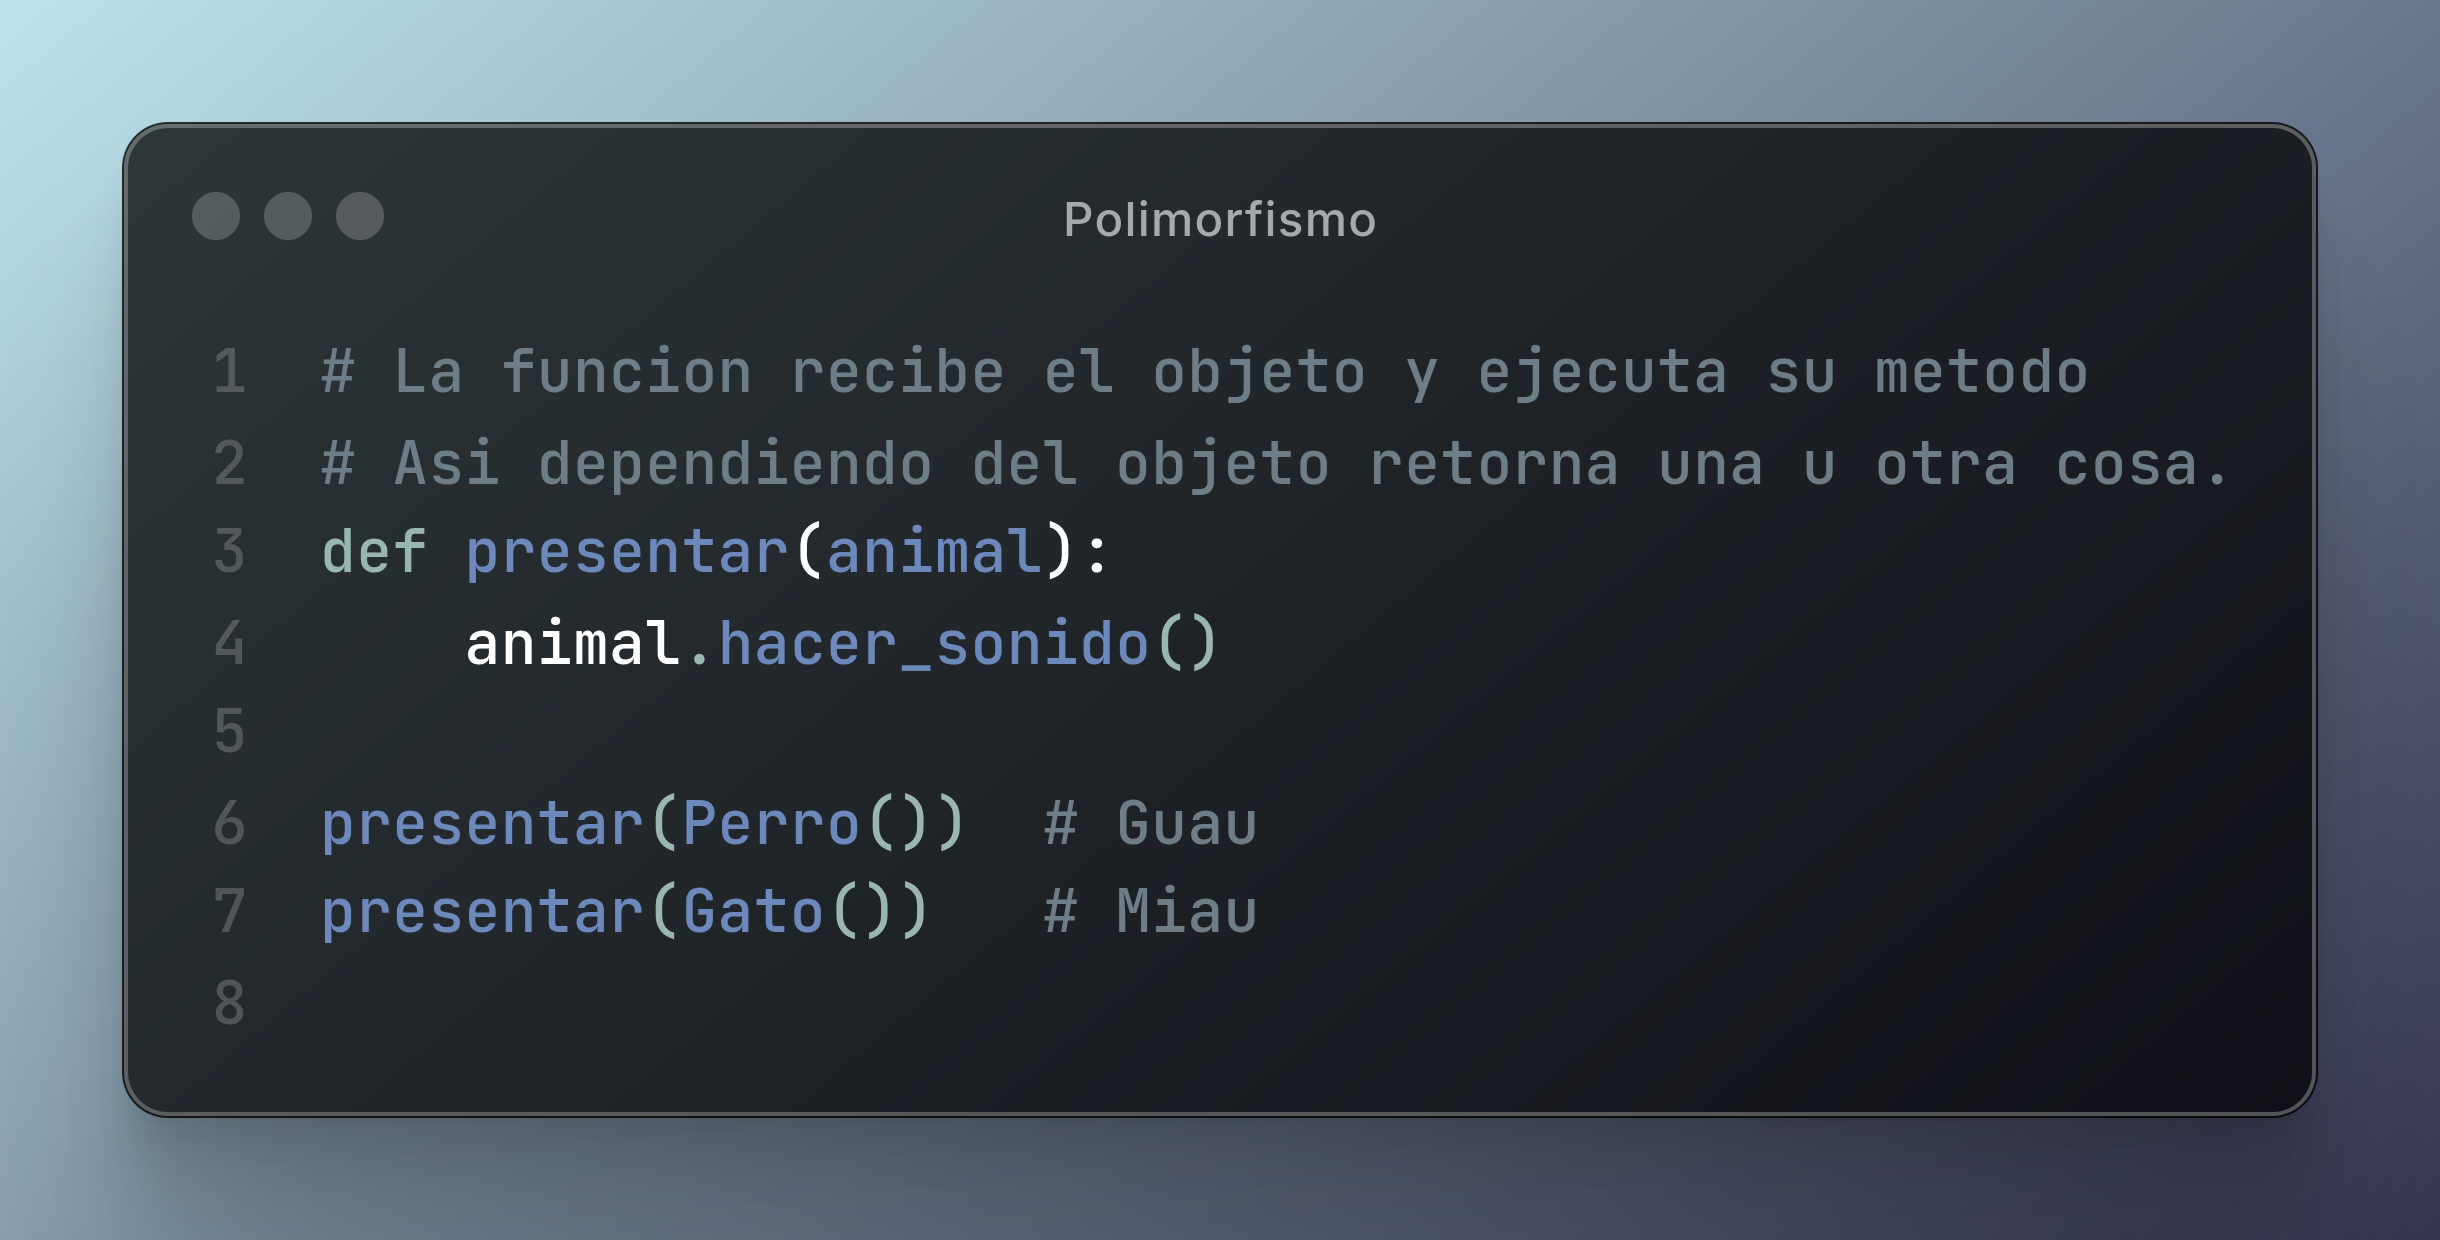 Polimorfismo
1 # La funcion recibe el objeto y ejecuta su metodo
2 # Asi dependiendo del objeto retorna una u otra cosa.
3 def presentar(animal):
4     animal.hacer_sonido()
5
6 presentar(Perro())  # Guau
7 presentar(Gato())   # Miau
8